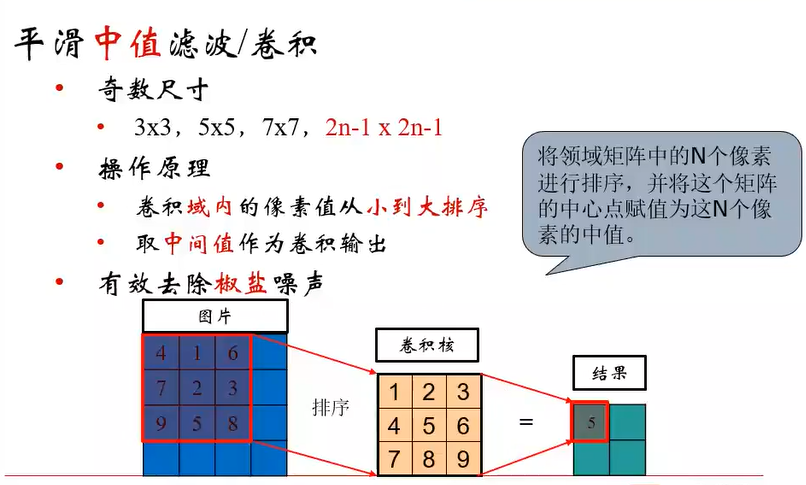 平滑中值滤波/卷积
• 奇数尺寸
• 3x3，5x5，7x7，2n-1 x 2n-1
• 操作原理
• 卷积域内的像素值从小到大排序
• 取中间值作为卷积输出
• 有效去除椒盐噪声
将领域矩阵中的N个像素
进行排序，并将这个矩阵
的中心点赋值为这N个像
素的中值。
图片
4 1 6
7 2 3
9 5 8
排序
卷积核
1 2 3
4 5 6
7 8 9
=
结果
5